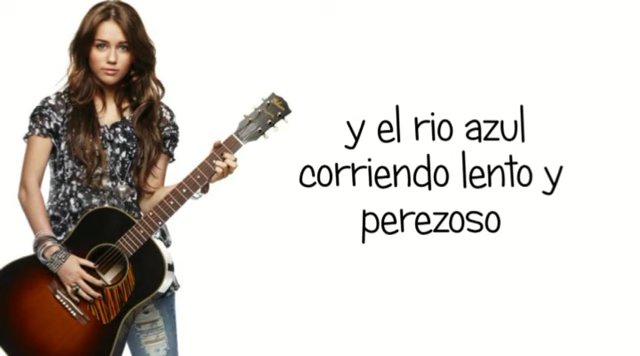 y el rio azul
corriendo lento y
perezoso